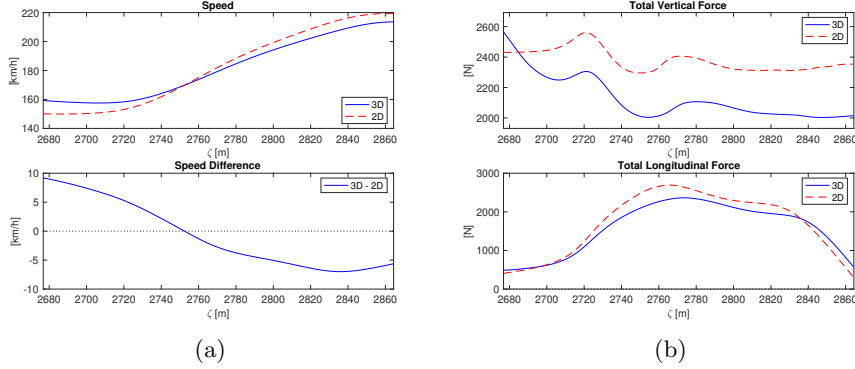 Speed
220
200
180
160
140
[km/h]
3D
2D
2680 2700 2720 2740 2760 2780 2800 2820 2840 2860
ζ [m]
Speed Difference
10
5
0
-5
-10
[km/h]
3D - 2D
2680 2700 2720 2740 2760 2780 2800 2820 2840 2860
ζ [m]
(a)
Total Vertical Force
2600
2400
2200
2000
[N]
3D
2D
2680 2700 2720 2740 2760 2780 2800 2820 2840 2860
ζ [m]
Total Longitudinal Force
3000
2000
1000
0
[N]
3D
2D
2680 2700 2720 2740 2760 2780 2800 2820 2840 2860
ζ [m]
(b)